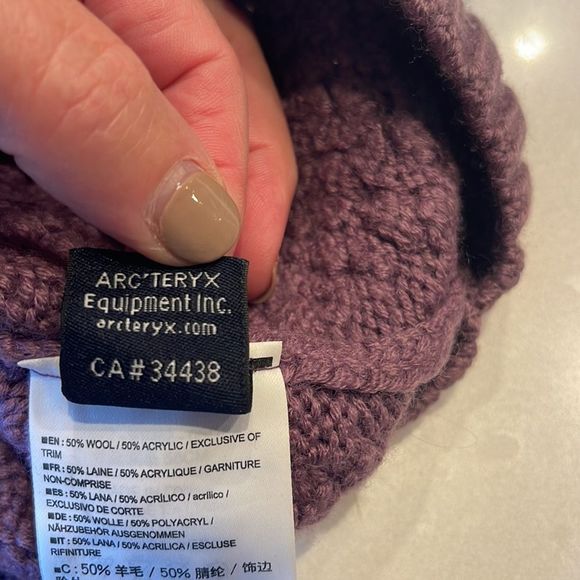 ARC'TERYX
Equipment Inc.
arcteryx.com
CA#34438
■EN : 50% WOOL / 50% ACRYLIC / EXCLUSIVE OF
TRIM
■FR : 50% LAINE / 50% ACRYLIQUE / GARNITURE
NON-COMPRISE
■ES : 50% LANA / 50% ACRÍLICO / acrílico /
EXCLUSIVO DE CORTE
■DE : 50% WOLLE / 50% POLYACRYL /
NÄHZUBEHÖR AUSGENOMMEN
■IT : 50% LANA / 50% ACRILICA / ESCLUSE
RIFINITURE
■C : 50% 羊毛 / 50% 腈纶 / 饰边